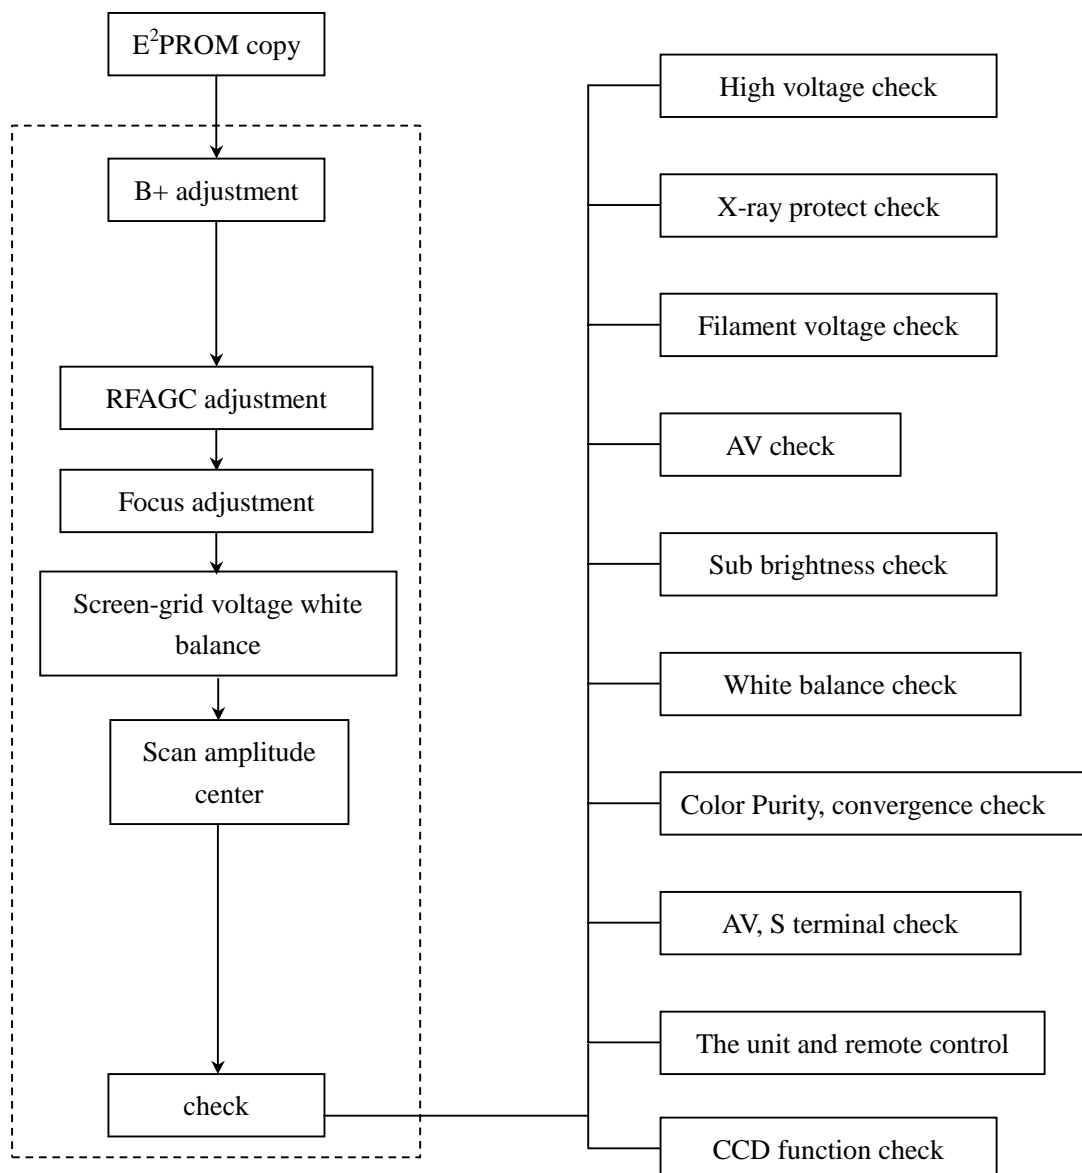 E²PROM copy
B+ adjustment
RFAGC adjustment
Focus adjustment
Screen-grid voltage white
balance
Scan amplitude
center
check
High voltage check
X-ray protect check
Filament voltage check
AV check
Sub brightness check
White balance check
Color Purity, convergence check
AV, S terminal check
The unit and remote control
CCD function check